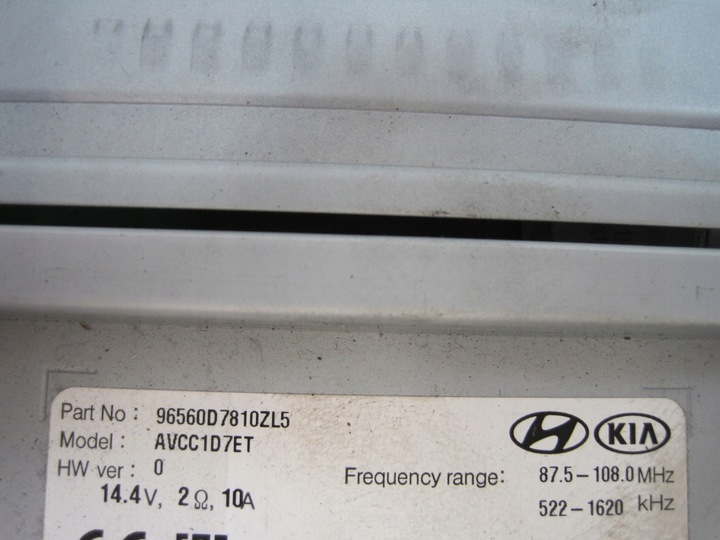 Part No : 96560D7810ZL5
Model : AVCC1D7ET
HW ver : 0
14.4V, 2Ω, 10A
KIA
Frequency range: 87.5-108.0 MHz
522-1620 kHz